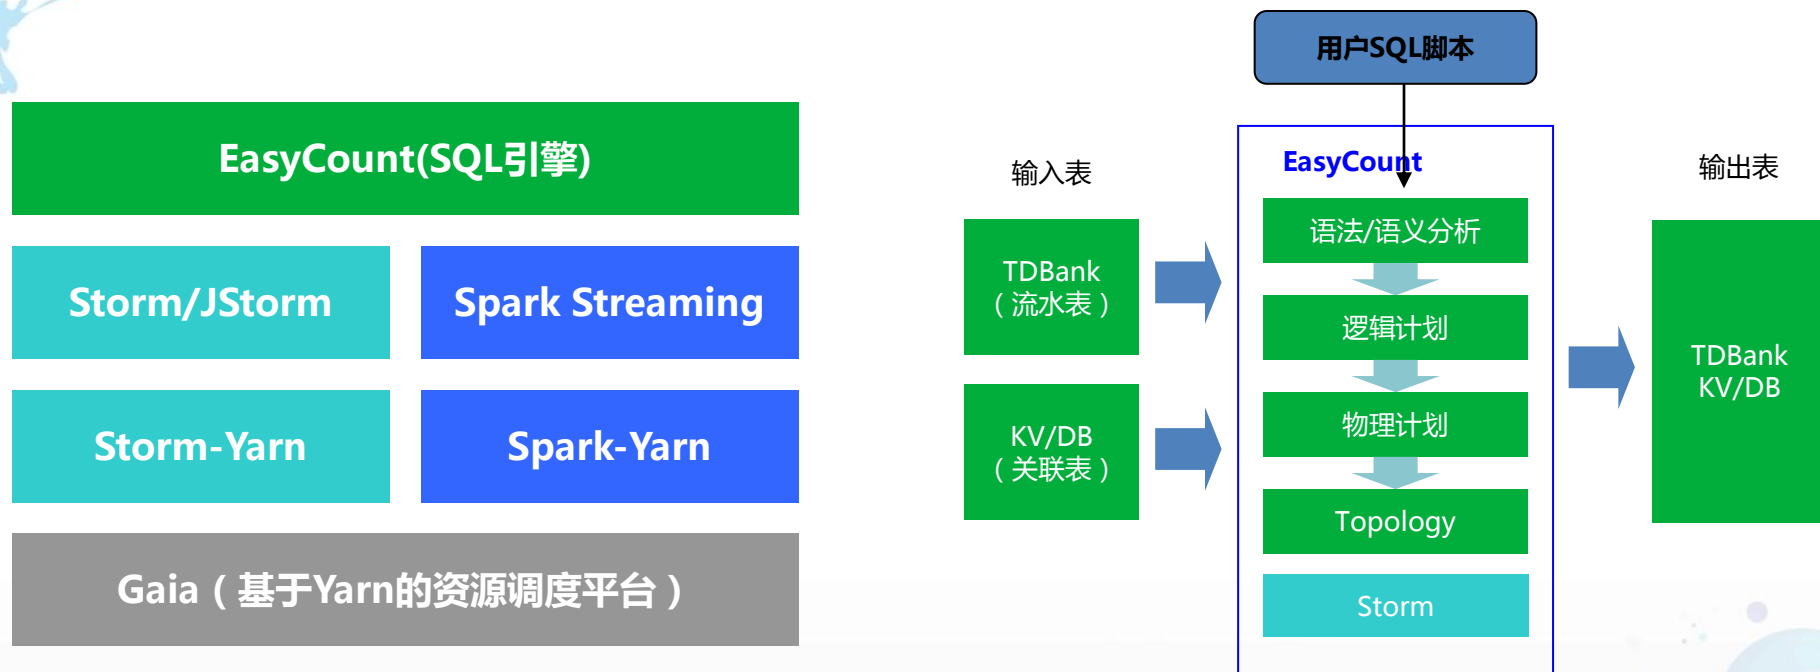 EasyCount(SQL引擎)
Storm/JStorm
Spark Streaming
Storm-Yarn
Spark-Yarn
Gaia（基于Yarn的资源调度平台）
用户SQL脚本
输入表
TDBank
（流水表）
KV/DB
（关联表）
EasyCount
语法/语义分析
逻辑计划
物理计划
Topology
Storm
输出表
TDBank
KV/DB